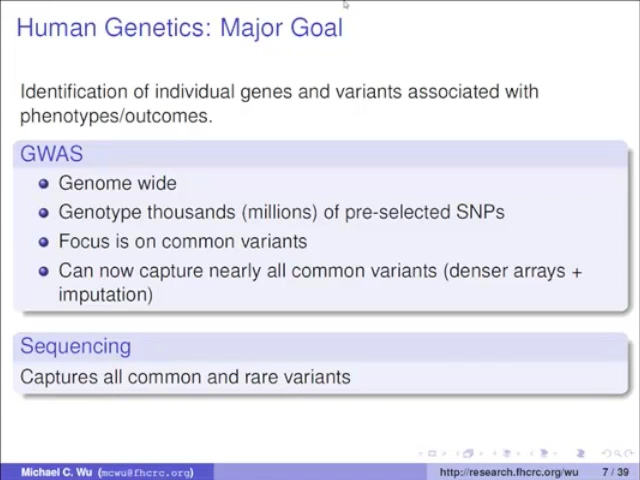 Human Genetics: Major Goal
Identification of individual genes and variants associated with
phenotypes/outcomes.
GWAS
Genome wide
Genotype thousands (millions) of pre-selected SNPs
Focus is on common variants
Can now capture nearly all common variants (denser arrays +
imputation)
Sequencing
Captures all common and rare variants
Michael C. Wu (mcwu@fhcrc.org) http://research.fhcrc.org/wu 7 / 39